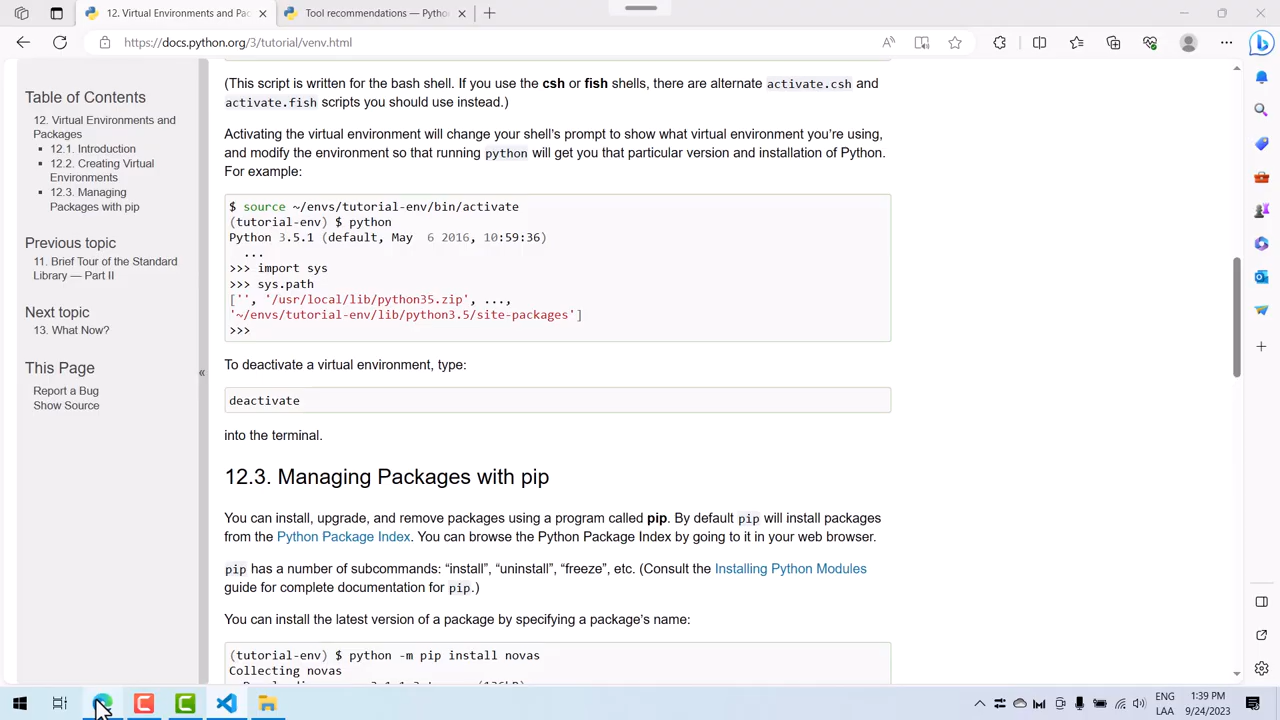 12. Virtual Environments and Pac
Tool recommendations — Pytho
https://docs.python.org/3/tutorial/venv.html
Table of Contents
12. Virtual Environments and
Packages
12.1. Introduction
12.2. Creating Virtual
Environments
12.3. Managing
Packages with pip
Previous topic
11. Brief Tour of the Standard
Library — Part II
Next topic
13. What Now?
This Page
Report a Bug
Show Source
«
(This script is written for the bash shell. If you use the csh or fish shells, there are alternate activate.csh and
activate.fish scripts you should use instead.)
Activating the virtual environment will change your shell’s prompt to show what virtual environment you’re using,
and modify the environment so that running python will get you that particular version and installation of Python.
For example:
$ source ~/envs/tutorial-env/bin/activate
(tutorial-env) $ python
Python 3.5.1 (default, May  6 2016, 10:59:36)
...
>>> import sys
>>> sys.path
['', '/usr/local/lib/python35.zip', ...,
'~/envs/tutorial-env/lib/python3.5/site-packages']
>>>
To deactivate a virtual environment, type:
deactivate
into the terminal.
12.3. Managing Packages with pip
You can install, upgrade, and remove packages using a program called pip. By default pip will install packages
from the Python Package Index. You can browse the Python Package Index by going to it in your web browser.
pip has a number of subcommands: “install”, “uninstall”, “freeze”, etc. (Consult the Installing Python Modules
guide for complete documentation for pip.)
You can install the latest version of a package by specifying a package’s name:
(tutorial-env) $ python -m pip install novas
Collecting novas
ENG
LAA
1:39 PM
9/24/2023